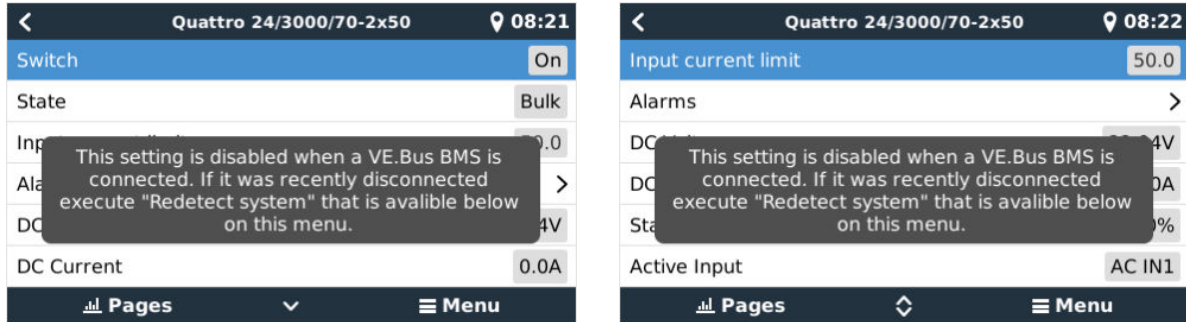 Quattro 24/3000/70-2x50 08:21
Switch On
State Bulk
This setting is disabled when a VE.Bus BMS is
connected. If it was recently disconnected
execute "Redetect system" that is avalible below
on this menu.
DC Current 0.0A
Pages Menu
Quattro 24/3000/70-2x50 08:22
Input current limit 50.0
Alarms
This setting is disabled when a VE.Bus BMS is
connected. If it was recently disconnected
execute "Redetect system" that is avalible below
on this menu.
Active Input AC IN1
Pages Menu